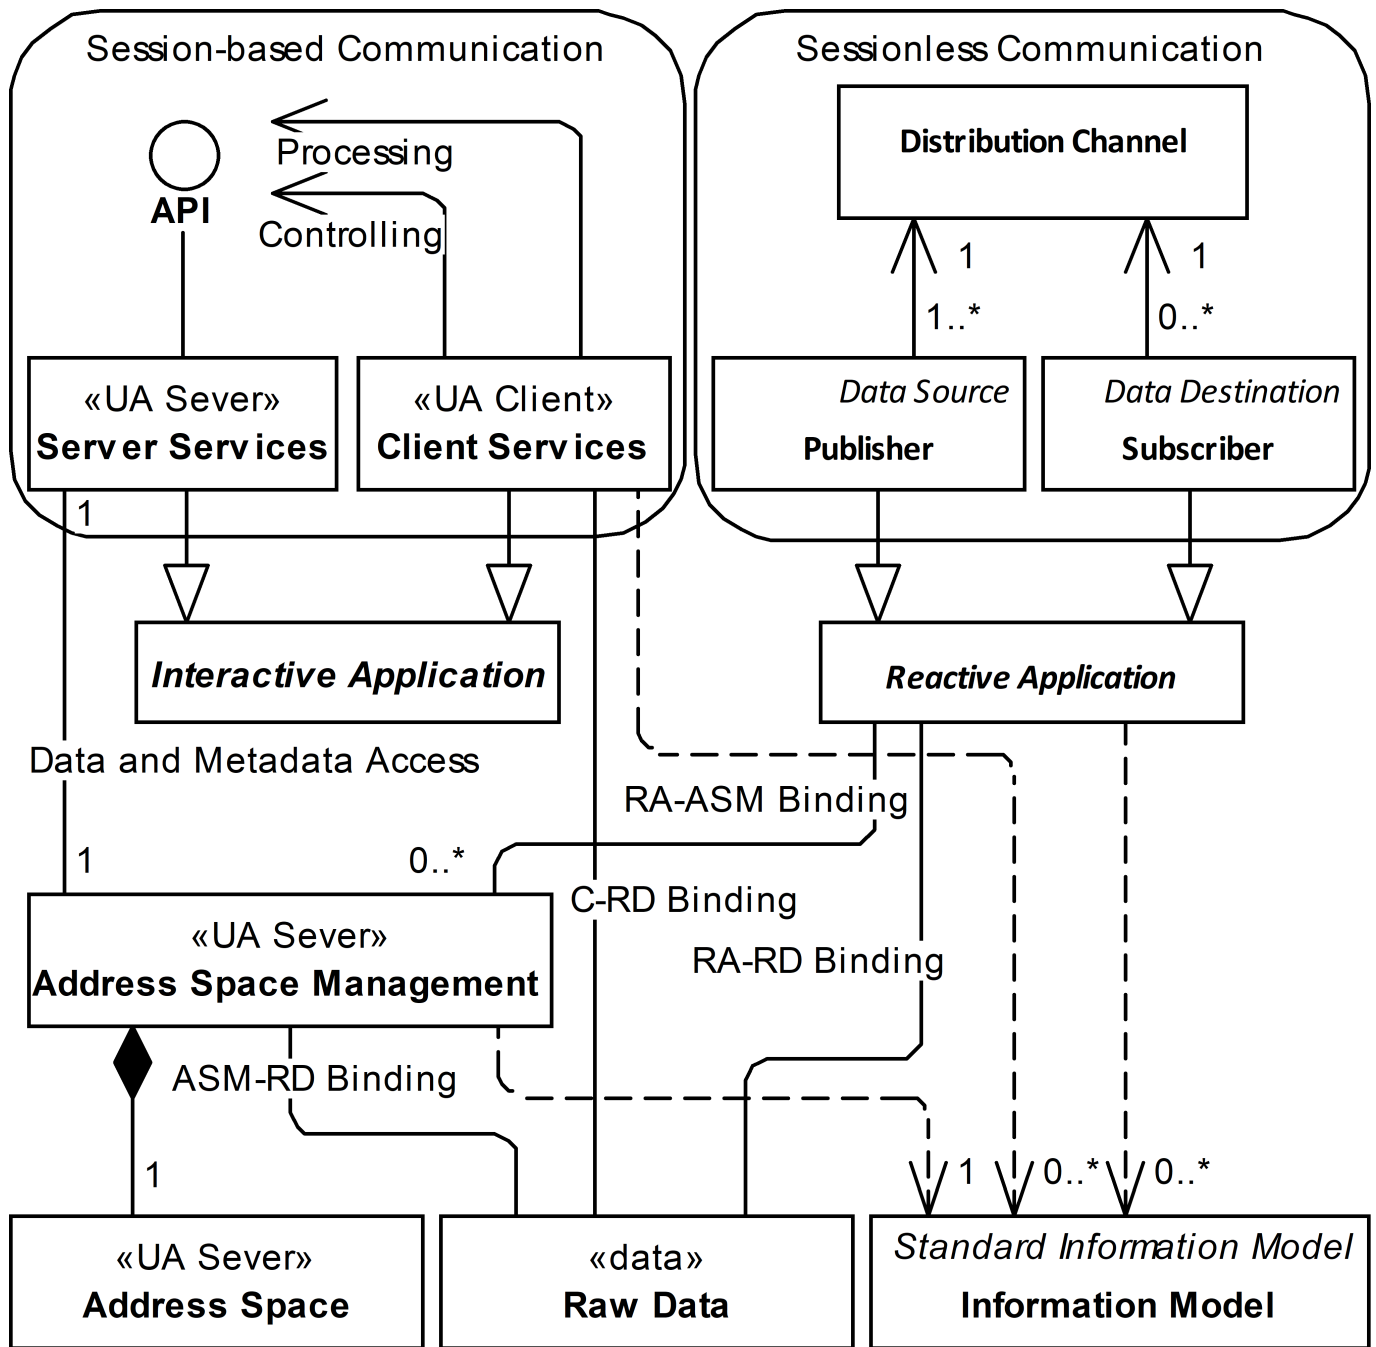 Session-based Communication
Sessionless Communication
Distribution Channel
Processing
API
Controlling
1
1
1..*
0..*
«UA Sever»
Server Services
«UA Client»
Client Services
Data Source
Publisher
Data Destination
Subscriber
1
Interactive Application
Reactive Application
Data and Metadata Access
RA-ASM Binding
1
0..*
C-RD Binding
«UA Sever»
Address Space Management
RA-RD Binding
ASM-RD Binding
1
1
0..*
0..*
«UA Sever»
Address Space
«data»
Raw Data
Standard Information Model
Information Model